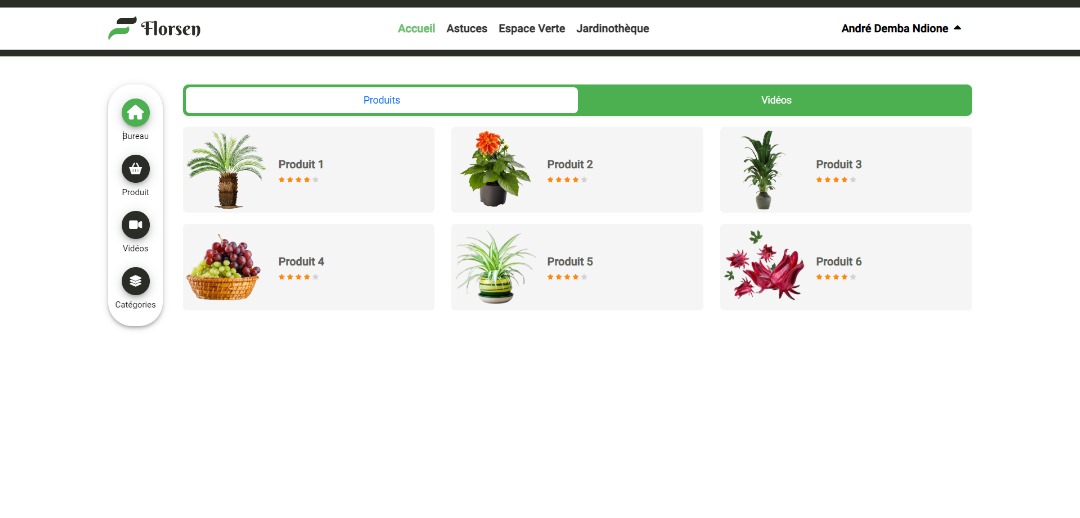 Florsen
Accueil Astuces Espace Verte Jardinothèque
André Demba Ndione
Bureau
Produit
Vidéos
Catégories
Produits
Vidéos
Produit 1
Produit 2
Produit 3
Produit 4
Produit 5
Produit 6